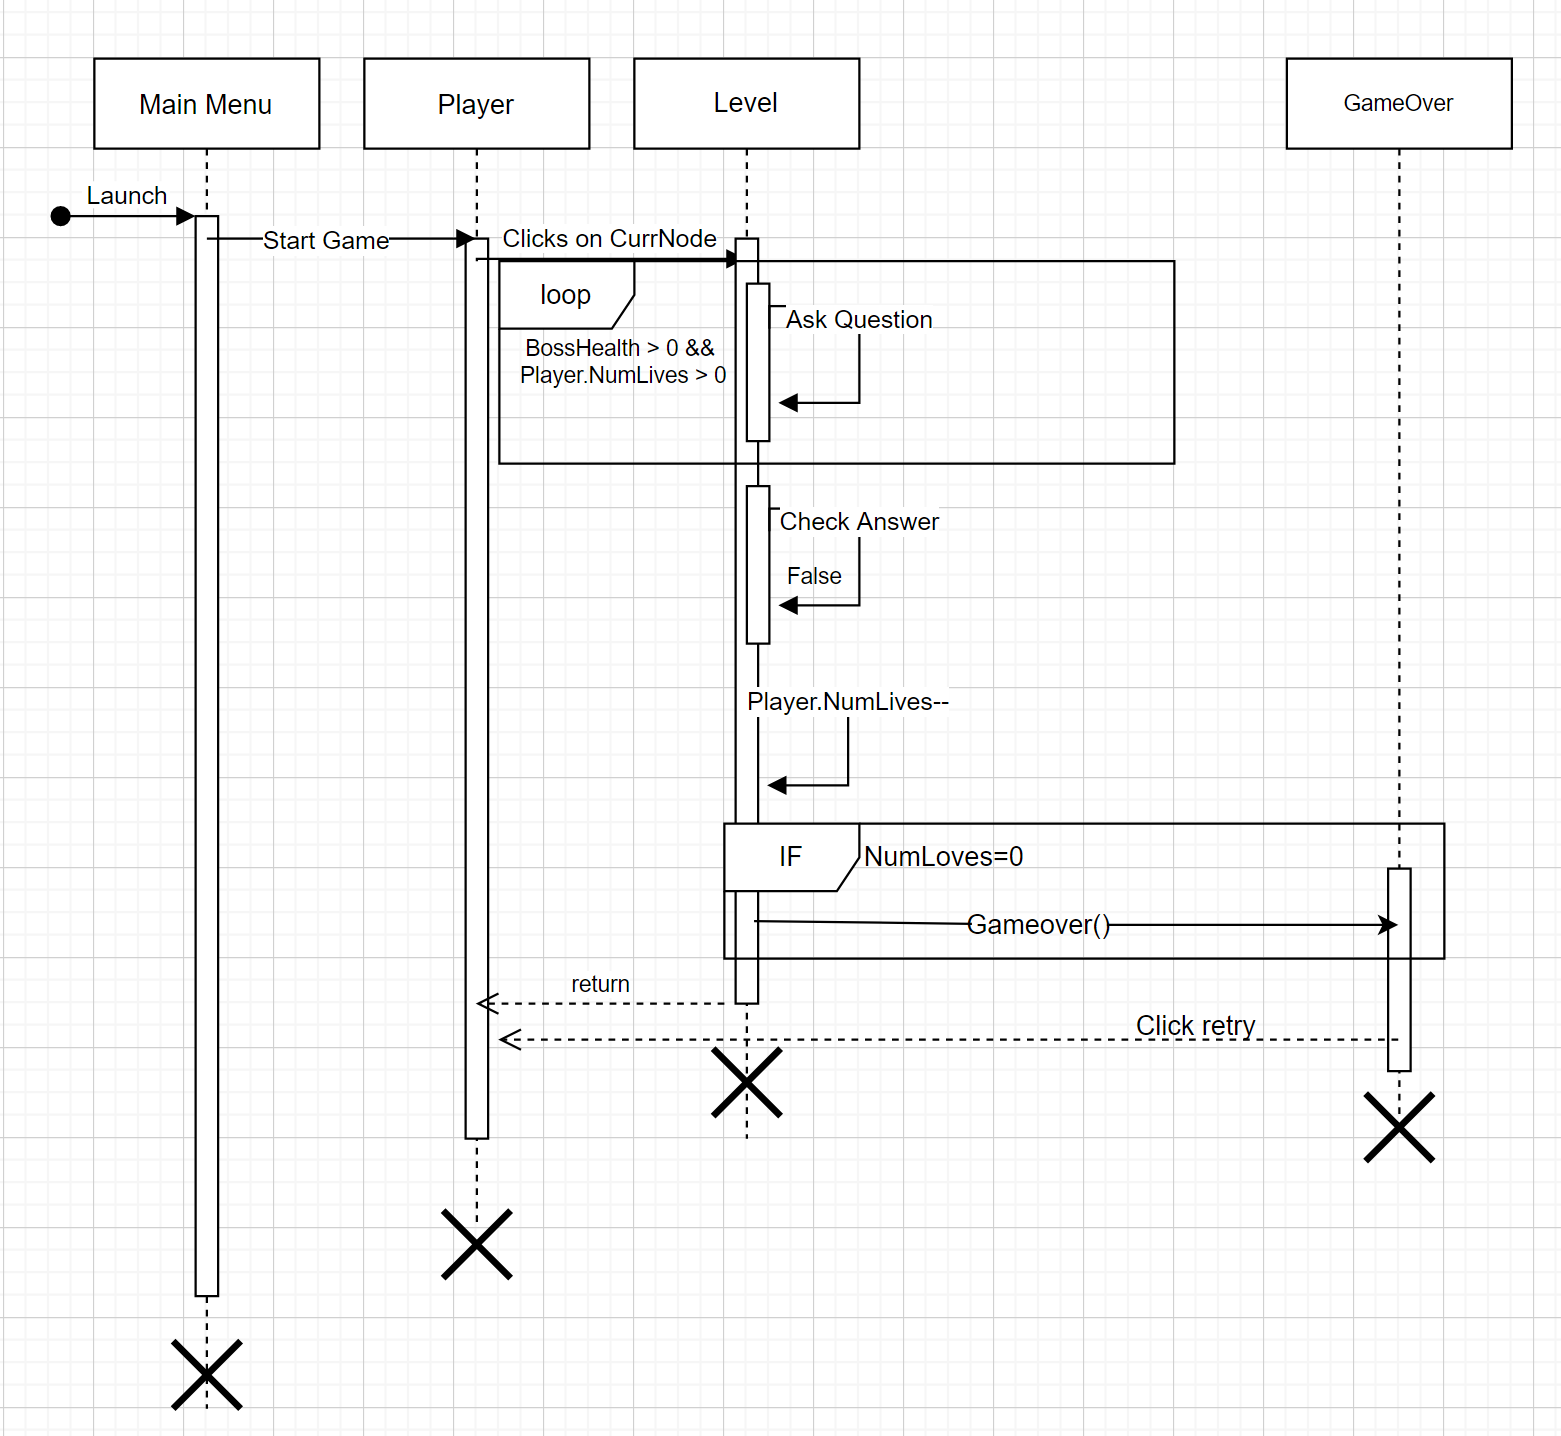 Main Menu
Player
Level
GameOver
Launch
Start Game
Clicks on CurrNode
loop
BossHealth > 0 &&
Player.NumLives > 0
Ask Question
Check Answer
False
Player.NumLives--
IF
NumLoves=0
Gameover()
return
Click retry